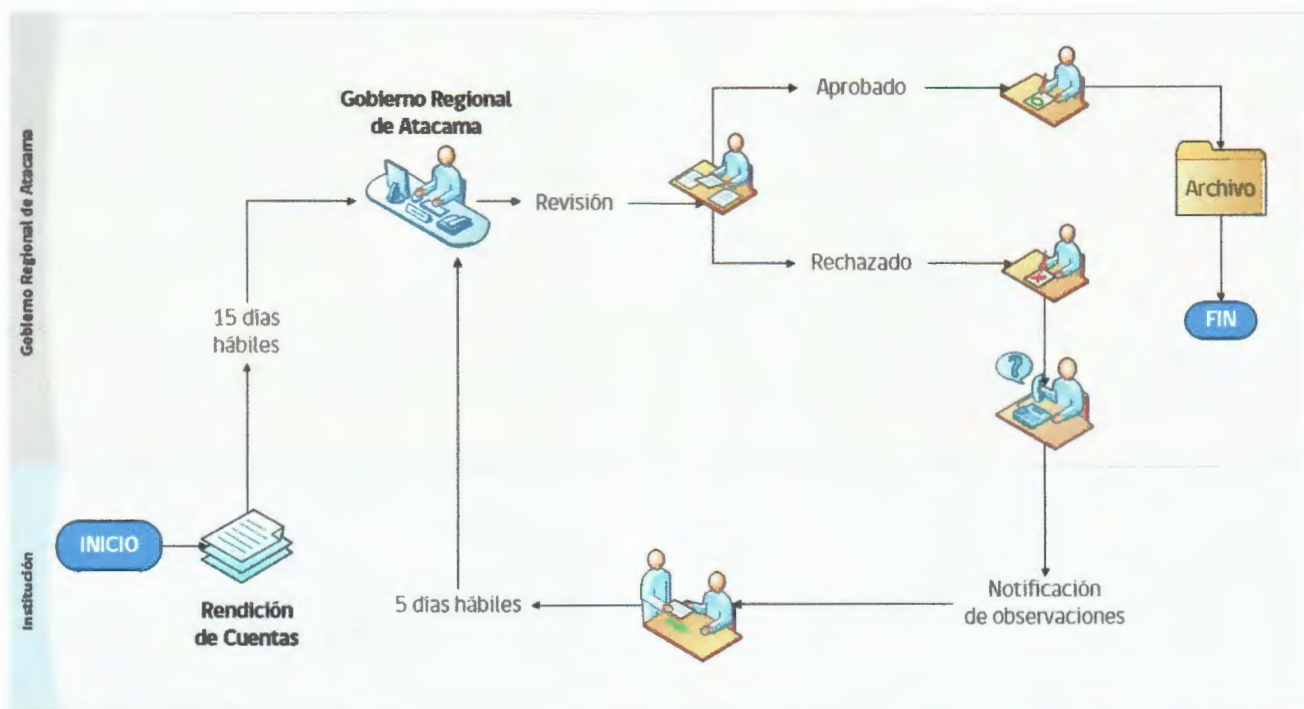 Gobierno Regional de Atacama
Institución
INICIO
Rendición
de Cuentas
15 días
hábiles
Gobierno Regional
de Atacama
Revisión
Aprobado
Archivo
FIN
Rechazado
?
Notificación
de observaciones
5 días hábiles